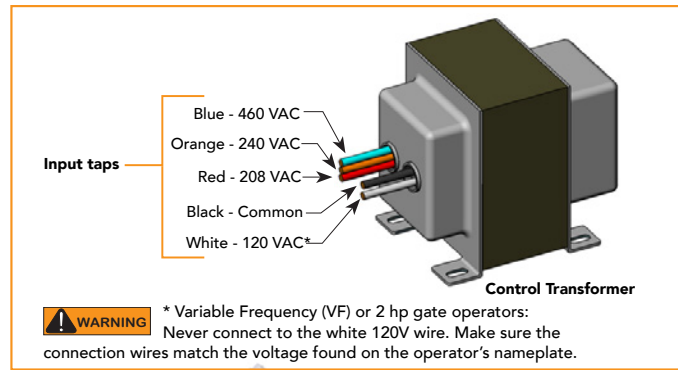 Blue - 460 VAC
Orange - 240 VAC
Input taps
Red - 208 VAC
Black - Common
White - 120 VAC*
Control Transformer
WARNING
* Variable Frequency (VF) or 2 hp gate operators:
Never connect to the white 120V wire. Make sure the
connection wires match the voltage found on the operator's nameplate.